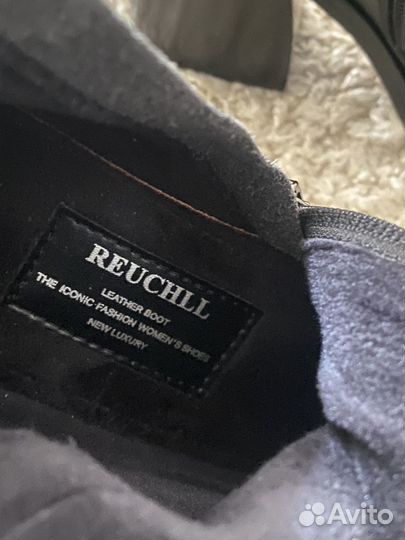 REUCHLL
LEATHER BOOT
THE ICONIC-FASHION WOMEN'S SHOES
NEW LUXURY
Avito